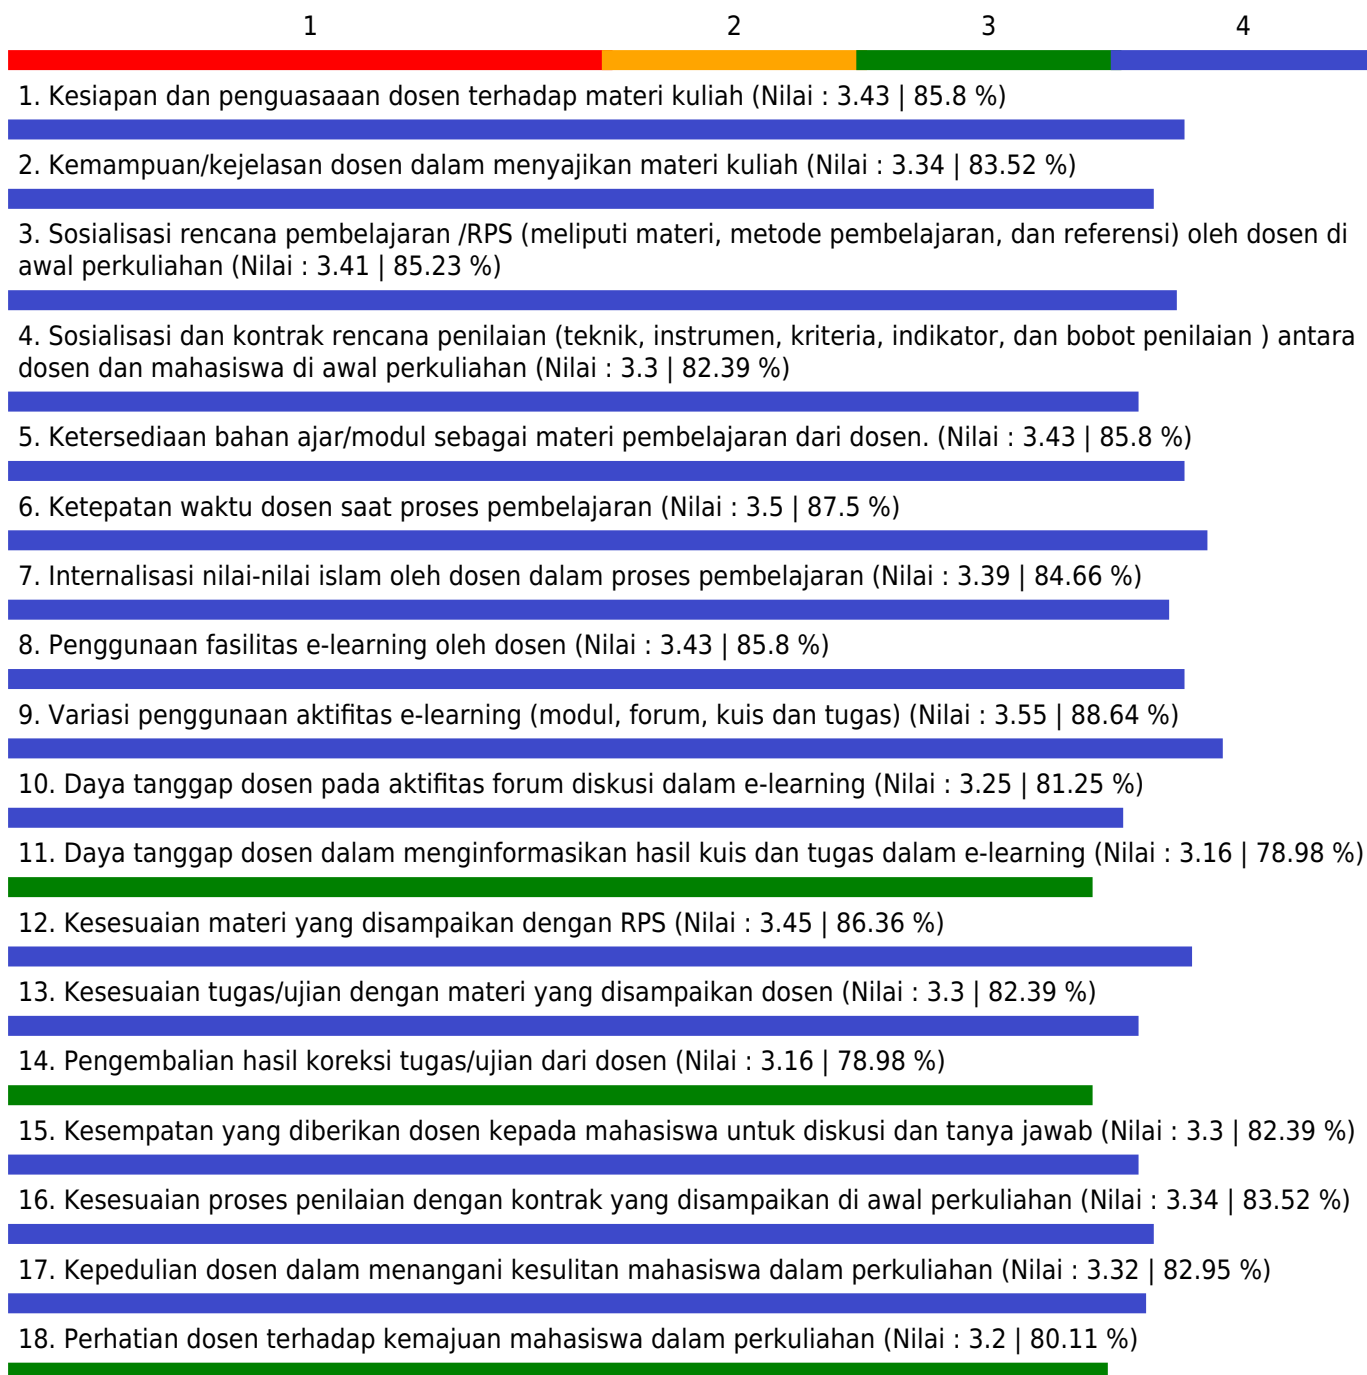 1 2 3 4
1. Kesiapan dan penguasaaan dosen terhadap materi kuliah (Nilai : 3.43 | 85.8 %)
2. Kemampuan/kejelasan dosen dalam menyajikan materi kuliah (Nilai : 3.34 | 83.52 %)
3. Sosialisasi rencana pembelajaran /RPS (meliputi materi, metode pembelajaran, dan referensi) oleh dosen di
awal perkuliahan (Nilai : 3.41 | 85.23 %)
4. Sosialisasi dan kontrak rencana penilaian (teknik, instrumen, kriteria, indikator, dan bobot penilaian ) antara
dosen dan mahasiswa di awal perkuliahan (Nilai : 3.3 | 82.39 %)
5. Ketersediaan bahan ajar/modul sebagai materi pembelajaran dari dosen. (Nilai : 3.43 | 85.8 %)
6. Ketepatan waktu dosen saat proses pembelajaran (Nilai : 3.5 | 87.5 %)
7. Internalisasi nilai-nilai islam oleh dosen dalam proses pembelajaran (Nilai : 3.39 | 84.66 %)
8. Penggunaan fasilitas e-learning oleh dosen (Nilai : 3.43 | 85.8 %)
9. Variasi penggunaan aktifitas e-learning (modul, forum, kuis dan tugas) (Nilai : 3.55 | 88.64 %)
10. Daya tanggap dosen pada aktifitas forum diskusi dalam e-learning (Nilai : 3.25 | 81.25 %)
11. Daya tanggap dosen dalam menginformasikan hasil kuis dan tugas dalam e-learning (Nilai : 3.16 | 78.98 %)
12. Kesesuaian materi yang disampaikan dengan RPS (Nilai : 3.45 | 86.36 %)
13. Kesesuaian tugas/ujian dengan materi yang disampaikan dosen (Nilai : 3.3 | 82.39 %)
14. Pengembalian hasil koreksi tugas/ujian dari dosen (Nilai : 3.16 | 78.98 %)
15. Kesempatan yang diberikan dosen kepada mahasiswa untuk diskusi dan tanya jawab (Nilai : 3.3 | 82.39 %)
16. Kesesuaian proses penilaian dengan kontrak yang disampaikan di awal perkuliahan (Nilai : 3.34 | 83.52 %)
17. Kepedulian dosen dalam menangani kesulitan mahasiswa dalam perkuliahan (Nilai : 3.32 | 82.95 %)
18. Perhatian dosen terhadap kemajuan mahasiswa dalam perkuliahan (Nilai : 3.2 | 80.11 %)